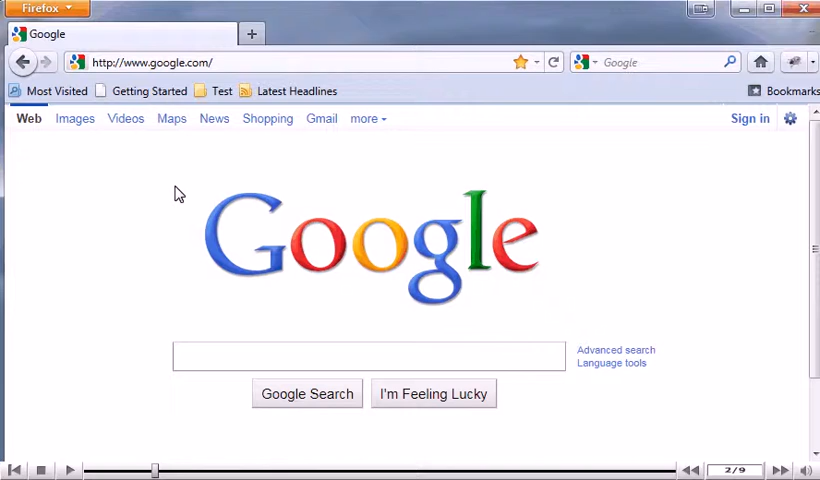 Firefox
Google
http://www.google.com/
Google
Most Visited Getting Started Test Latest Headlines Bookmarks
Web Images Videos Maps News Shopping Gmail more Sign in
Google
Advanced search
Language tools
Google Search I'm Feeling Lucky
2/9